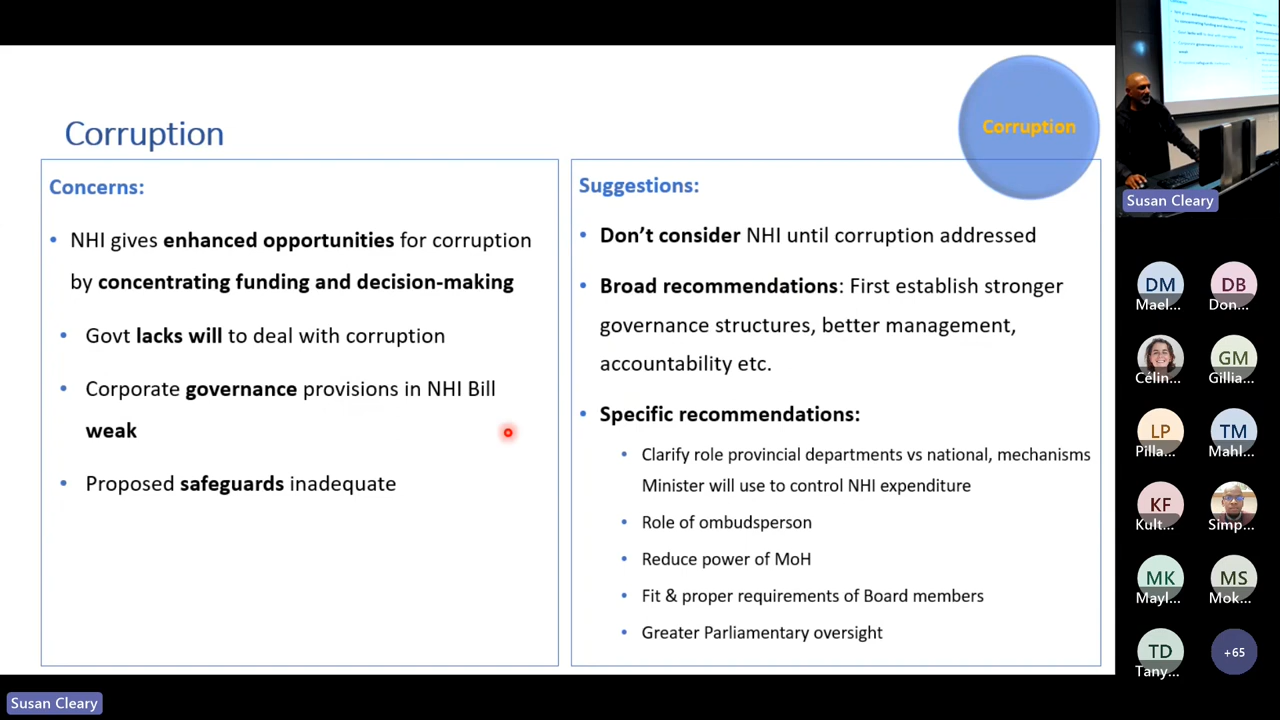 Corruption
Corruption
Concerns:
• NHI gives enhanced opportunities for corruption
by concentrating funding and decision-making
• Govt lacks will to deal with corruption
• Corporate governance provisions in NHI Bill
weak
• Proposed safeguards inadequate
Suggestions:
• Don't consider NHI until corruption addressed
• Broad recommendations: First establish stronger
governance structures, better management,
accountability etc.
• Specific recommendations:
• Clarify role provincial departments vs national, mechanisms
Minister will use to control NHI expenditure
• Role of ombudsperson
• Reduce power of MoH
• Fit & proper requirements of Board members
• Greater Parliamentary oversight
Susan Cleary
DM
Mael...
DB
Don...
Célin...
GM
Gillia...
LP
Pilla...
TM
Mahl...
KF
Kult...
Simp...
MK
Mayl...
MS
Mok...
TD
Tany...
+65
Susan Cleary